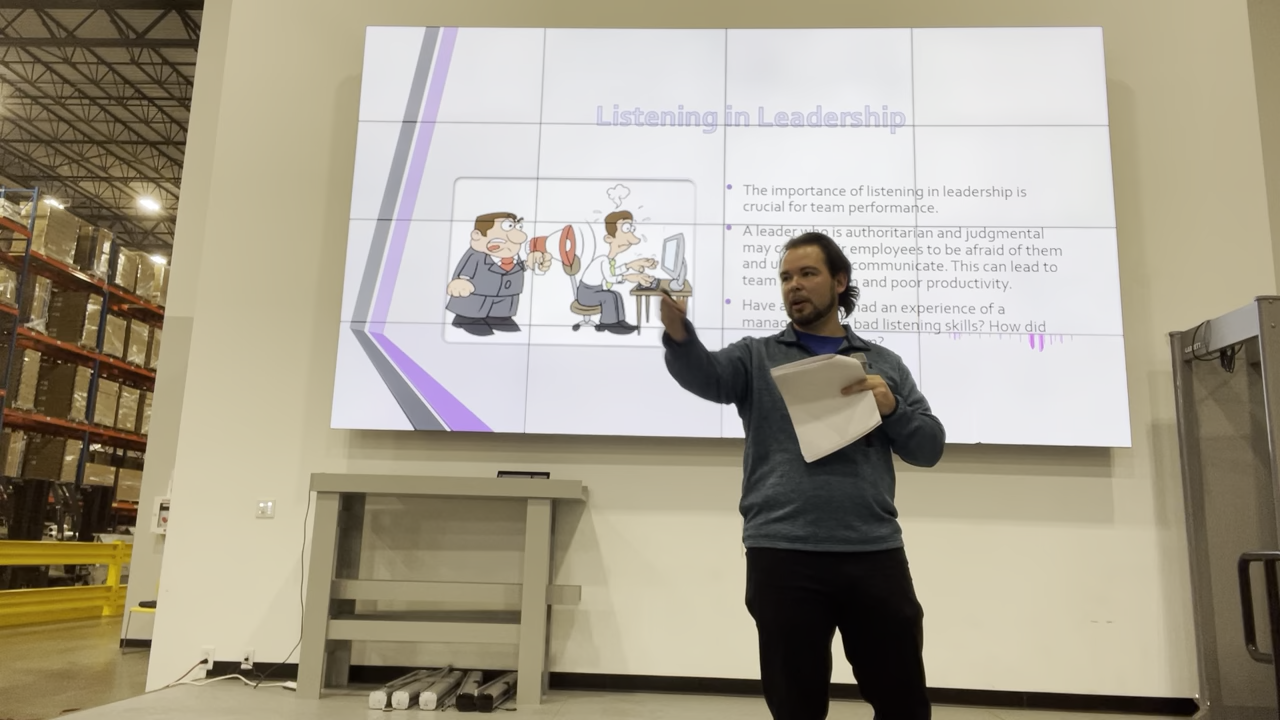 Listening in Leadership
• The importance of listening in leadership is
crucial for team performance.
• A leader who is authoritarian and judgmental
may employees to be afraid of them
and communicate. This can lead to
team and poor productivity.
• Have had an experience of a
bad listening skills? How did
GARRETT